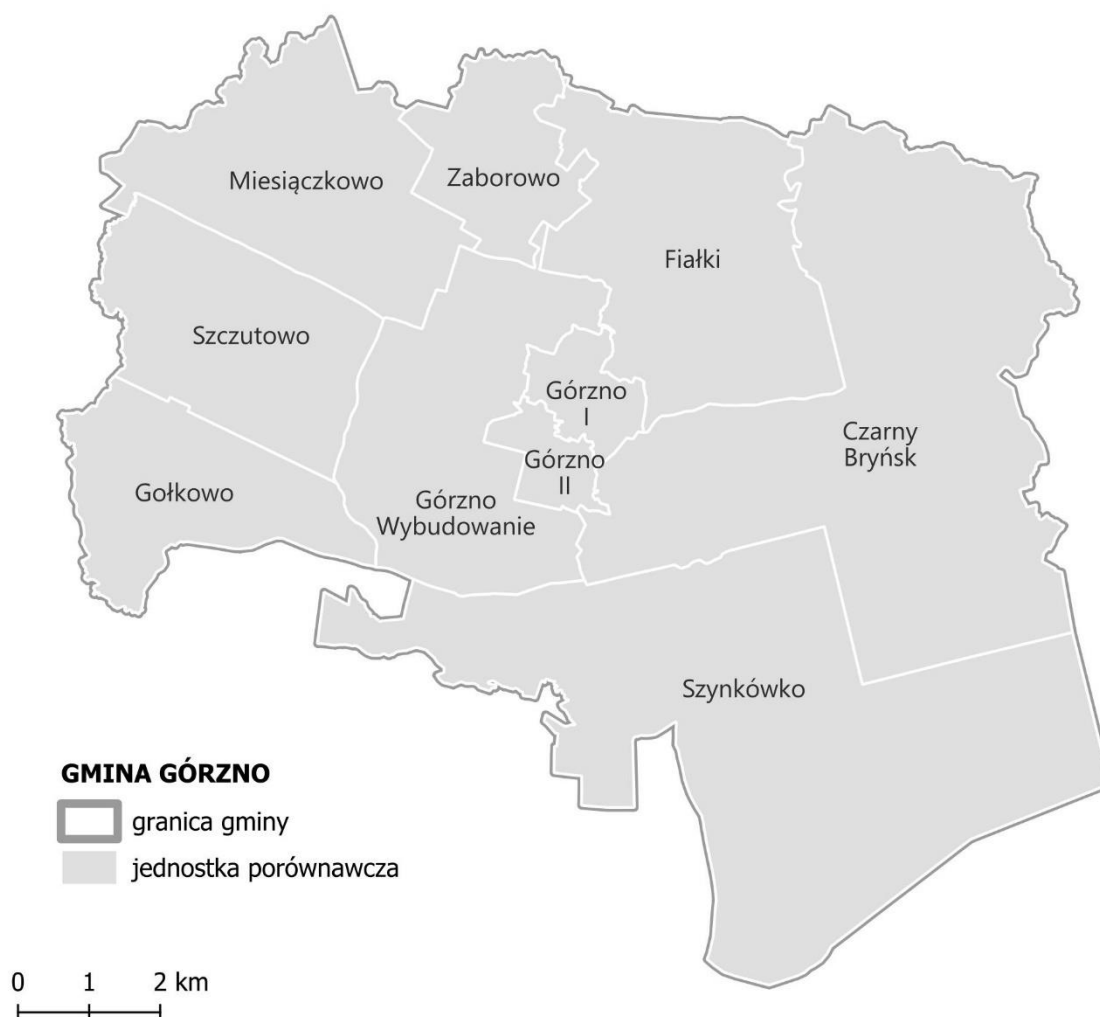 Miesiączkowo
Zaborowo
Fiałki
Szczutowo
Górzno
I
Czarny
Bryńsk
Górzno
II
Gołkowo
Górzno
Wybudowanie
Szynkówko
GMINA GÓRZNO
granica gminy
jednostka porównawcza
0 1 2 km